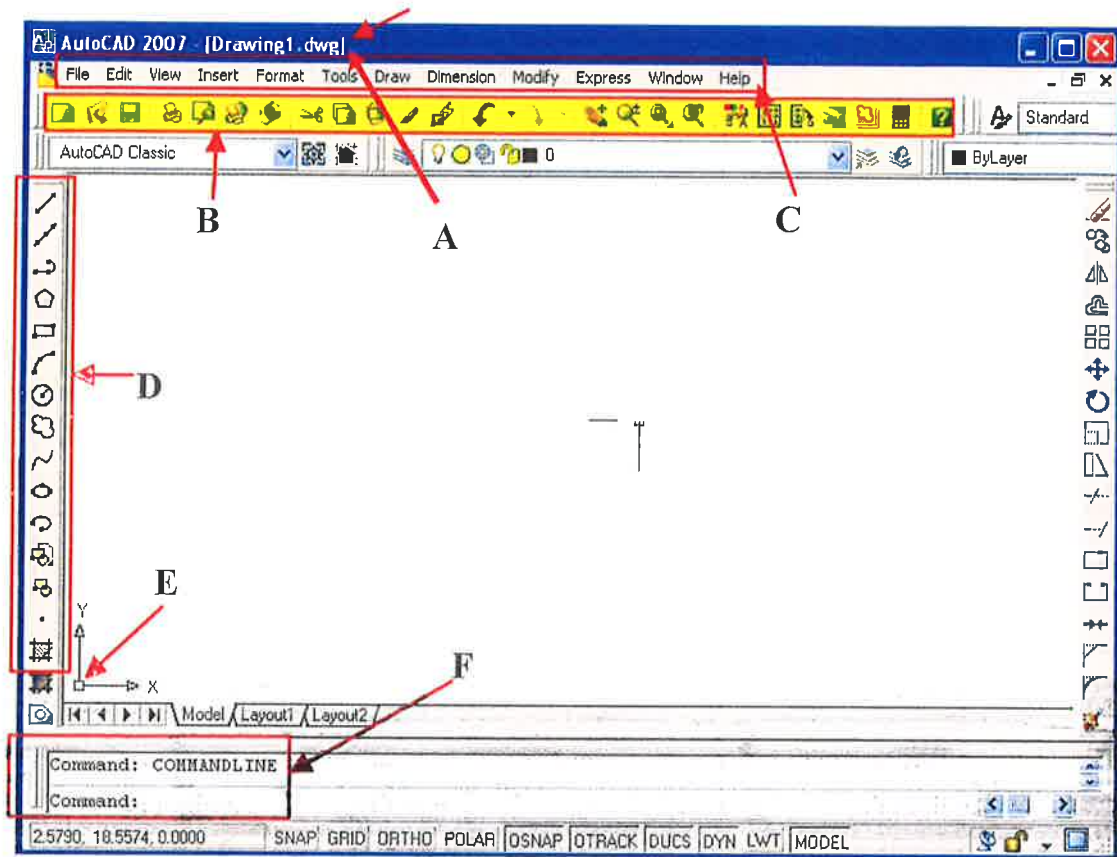 AutoCAD 2007 - [Drawing1.dwg]
File Edit View Insert Format Tools Draw Dimension Modify Express Window Help
Standard
AutoCAD Classic 0 ByLayer
B A C
D
E
Y
F
X
Model Layout1 Layout2
Command: COMMANDLINE
Command:
2.5790, 18.5574, 0.0000 SNAP GRID ORTHO POLAR OSNAP OTRACK DUCS DYN LWT MODEL